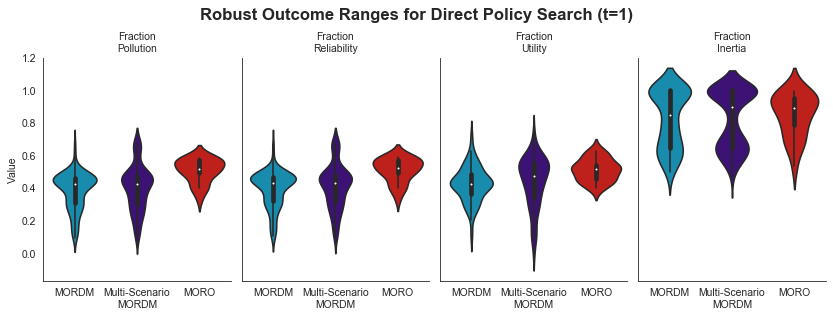 Robust Outcome Ranges for Direct Policy Search (t=1)
Fraction
Pollution
Fraction
Reliability
Fraction
Utility
Fraction
Inertia
Value
1.2
1.0
0.8
0.6
0.4
0.2
0.0
MORDM
Multi-Scenario
MORDM
MORO
MORDM
Multi-Scenario
MORDM
MORO
MORDM
Multi-Scenario
MORDM
MORO
MORDM
Multi-Scenario
MORDM
MORO